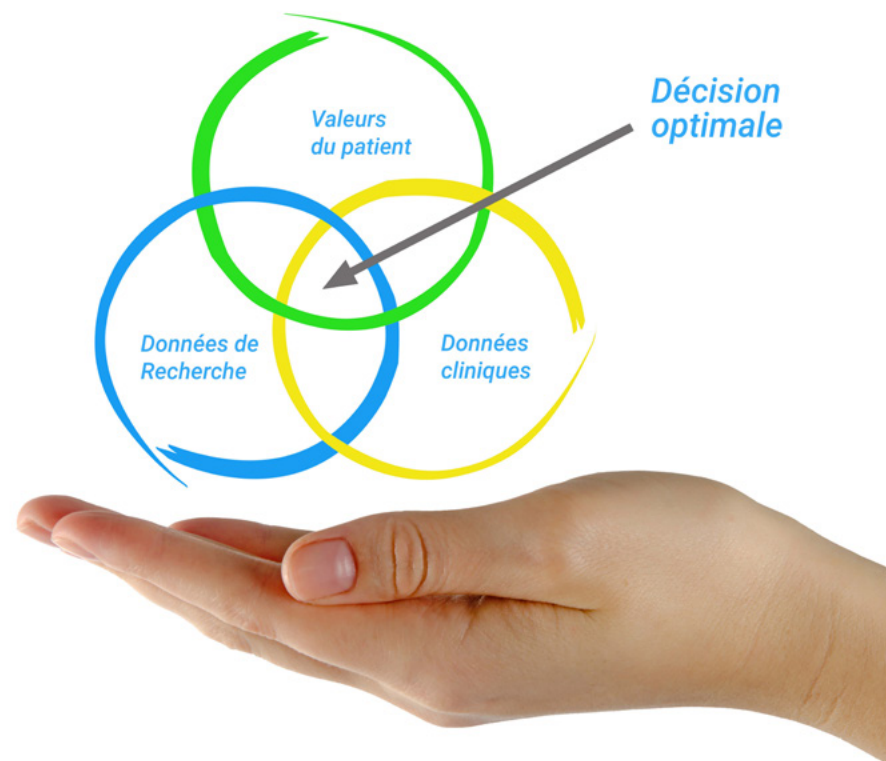 Décision
optimale
Valeurs
du patient
Données de
Recherche
Données
cliniques